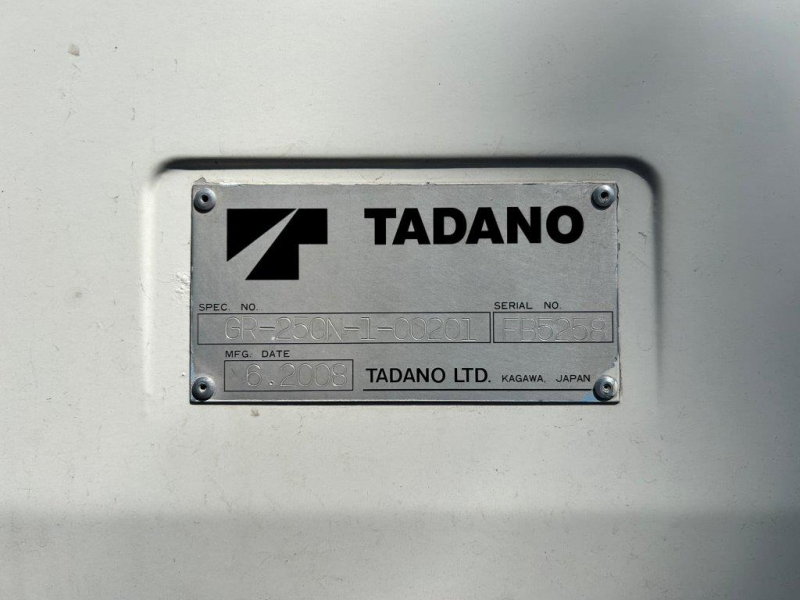 TADANO
SPEC. NO. SERIAL NO.
GR-250N-1-00201 FB5258
MFG. DATE
6.2008 TADANO LTD. KAGAWA, JAPAN